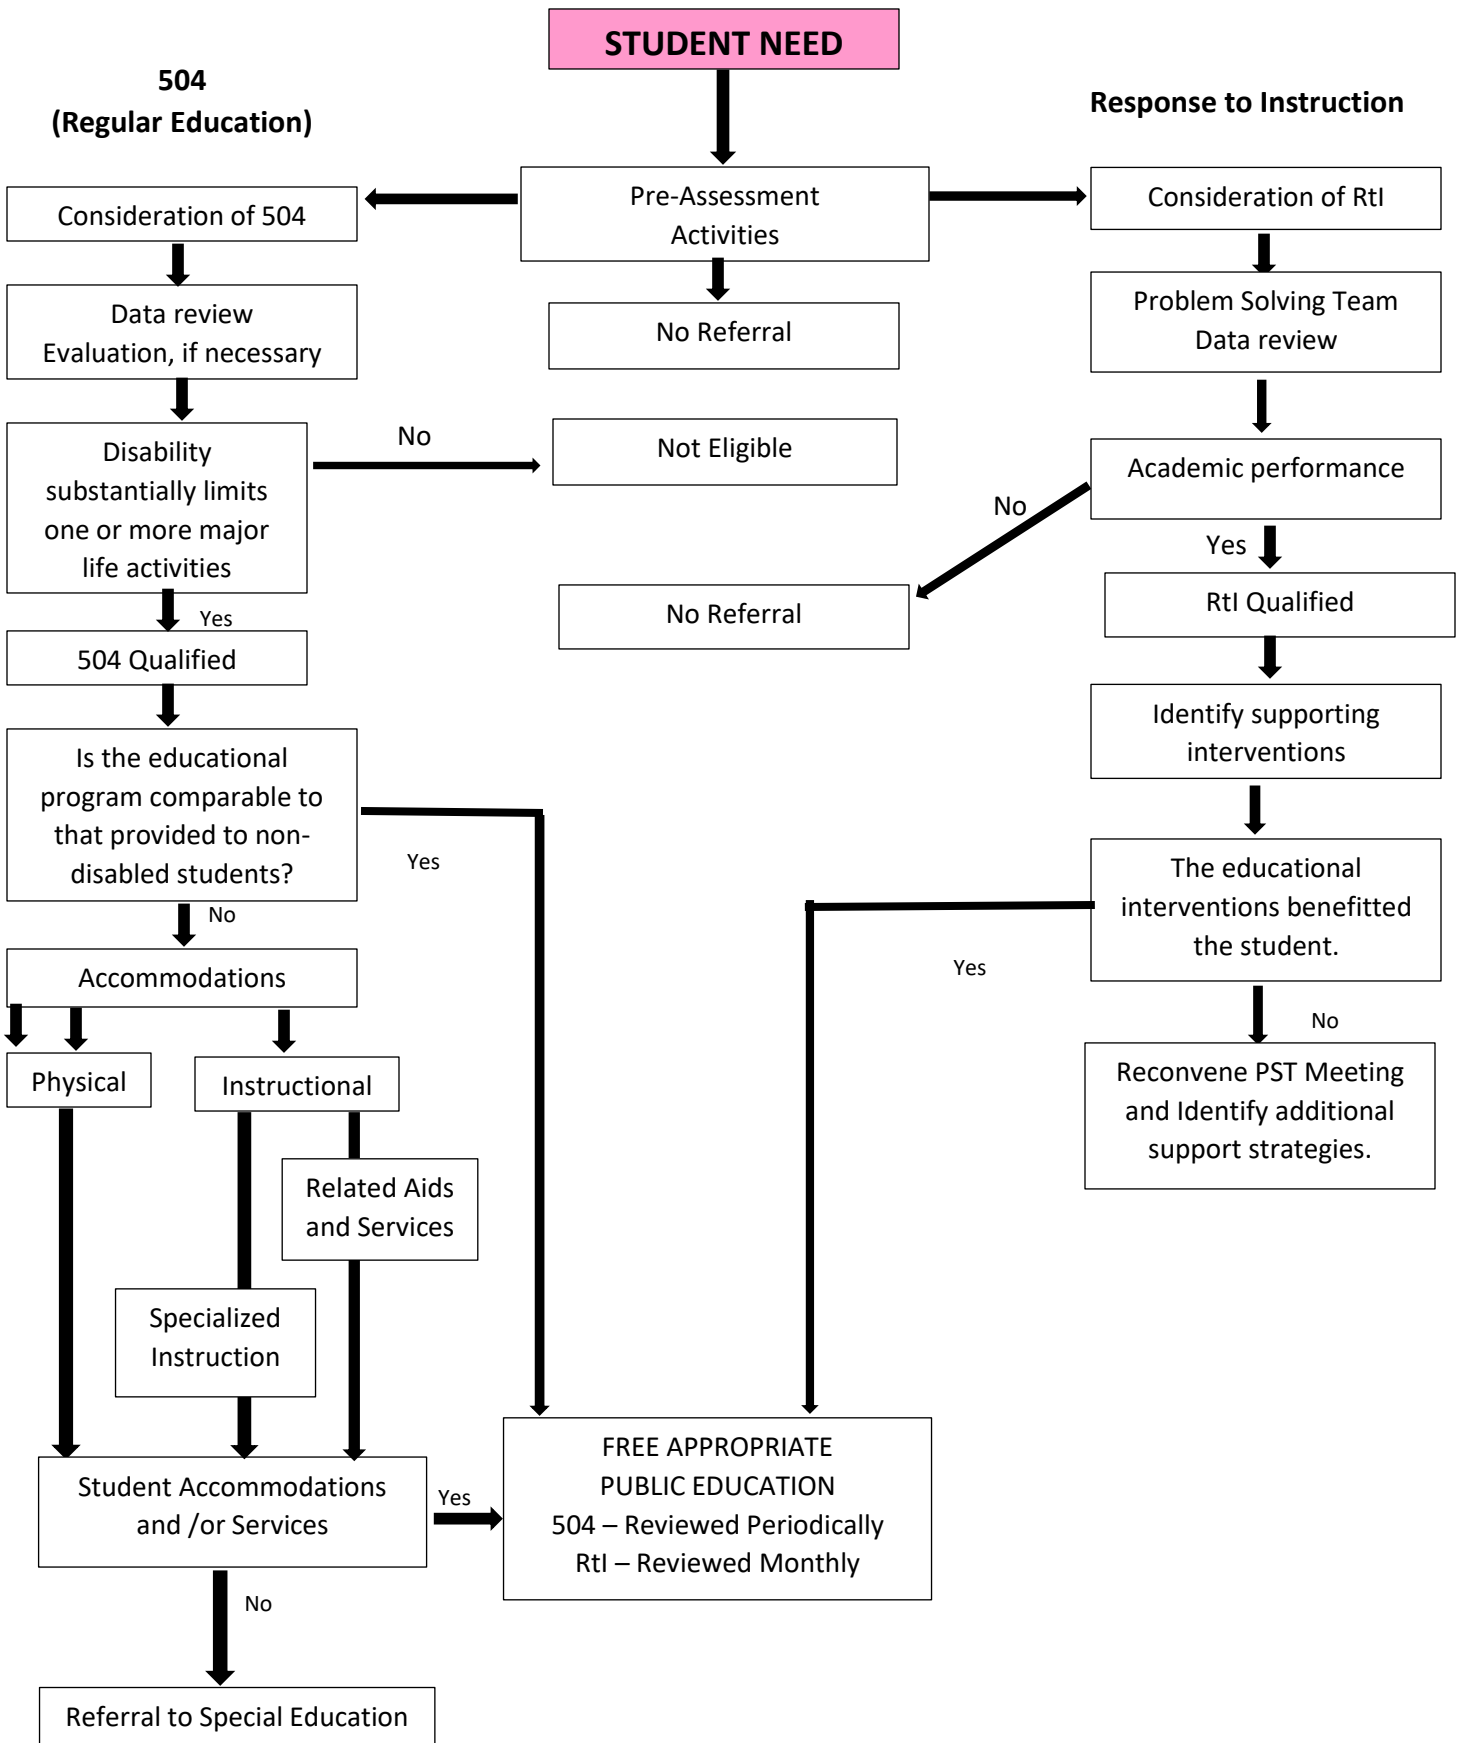 STUDENT NEED
504
(Regular Education)
Response to Instruction
Pre-Assessment
Activities
Consideration of 504
Consideration of RtI
No Referral
Data review
Evaluation, if necessary
Problem Solving Team
Data review
Disability
substantially limits
one or more major
life activities
No
Not Eligible
Academic performance
No
Yes
No Referral
RtI Qualified
Yes
504 Qualified
Identify supporting
interventions
Is the educational
program comparable to
that provided to non-
disabled students?
Yes
The educational
interventions benefitted
the student.
No
Yes
Accommodations
No
Physical
Instructional
Reconvene PST Meeting
and Identify additional
support strategies.
Related Aids
and Services
Specialized
Instruction
Student Accommodations
and /or Services
Yes
FREE APPROPRIATE
PUBLIC EDUCATION
504 – Reviewed Periodically
RtI – Reviewed Monthly
No
Referral to Special Education